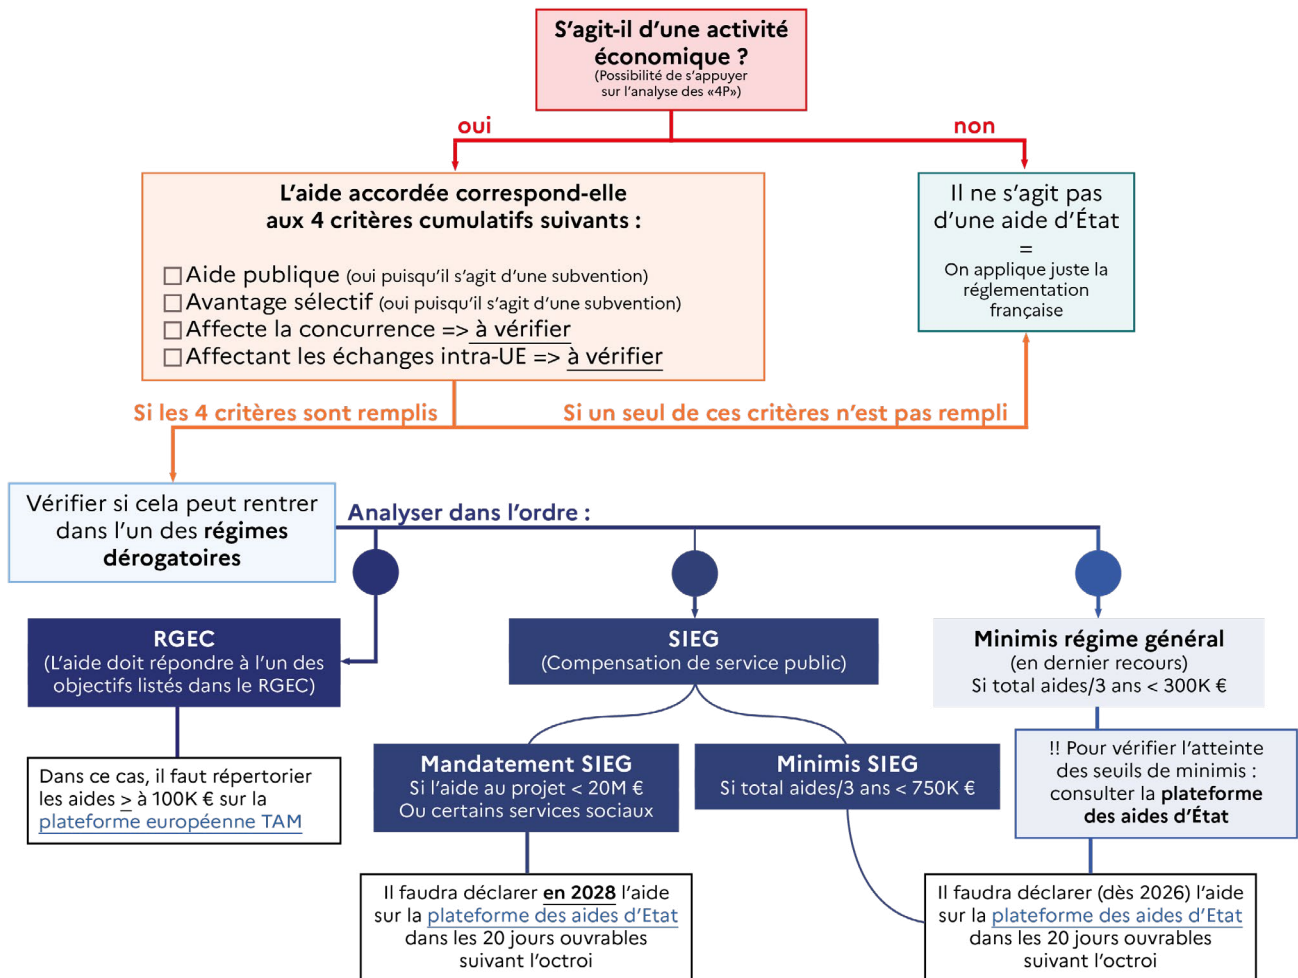 S'agit-il d'une activité
économique ?
(Possibilité de s'appuyer
sur l'analyse des «4P»)
oui
non
L'aide accordée correspond-elle
aux 4 critères cumulatifs suivants :
Aide publique (oui puisqu'il s'agit d'une subvention)
Avantage sélectif (oui puisqu'il s'agit d'une subvention)
Affecte la concurrence => à vérifier
Affectant les échanges intra-UE => à vérifier
Il ne s'agit pas
d'une aide d'État
=
On applique juste la
réglementation
française
Si les 4 critères sont remplis
Si un seul de ces critères n'est pas rempli
Vérifier si cela peut rentrer
dans l'un des régimes
dérogatoires
Analyser dans l'ordre :
RGEC
(L'aide doit répondre à l'un des
objectifs listés dans le RGEC)
SIEG
(Compensation de service public)
Minimis régime général
(en dernier recours)
Si total aides/3 ans < 300K €
Dans ce cas, il faut répertorier
les aides > à 100K € sur la
plateforme européenne TAM
Mandatement SIEG
Si l'aide au projet < 20M €
Ou certains services sociaux
Minimis SIEG
Si total aides/3 ans < 750K €
!! Pour vérifier l'atteinte
des seuils de minimis :
consulter la plateforme
des aides d'État
Il faudra déclarer en 2028 l'aide
sur la plateforme des aides d'Etat
dans les 20 jours ouvrables
suivant l'octroi
Il faudra déclarer (dès 2026) l'aide
sur la plateforme des aides d'Etat
dans les 20 jours ouvrables
suivant l'octroi